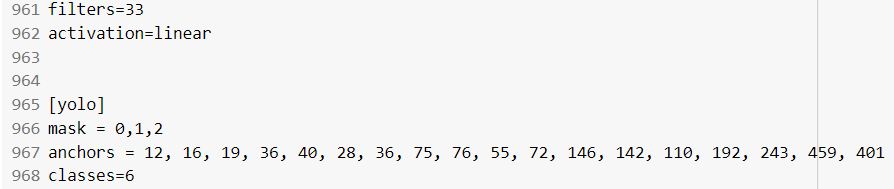 961 filters=33
962 activation=linear
963
964
965 [yolo]
966 mask = 0,1,2
967 anchors = 12, 16, 19, 36, 40, 28, 36, 75, 76, 55, 72, 146, 142, 110, 192, 243, 459, 401
968 classes=6